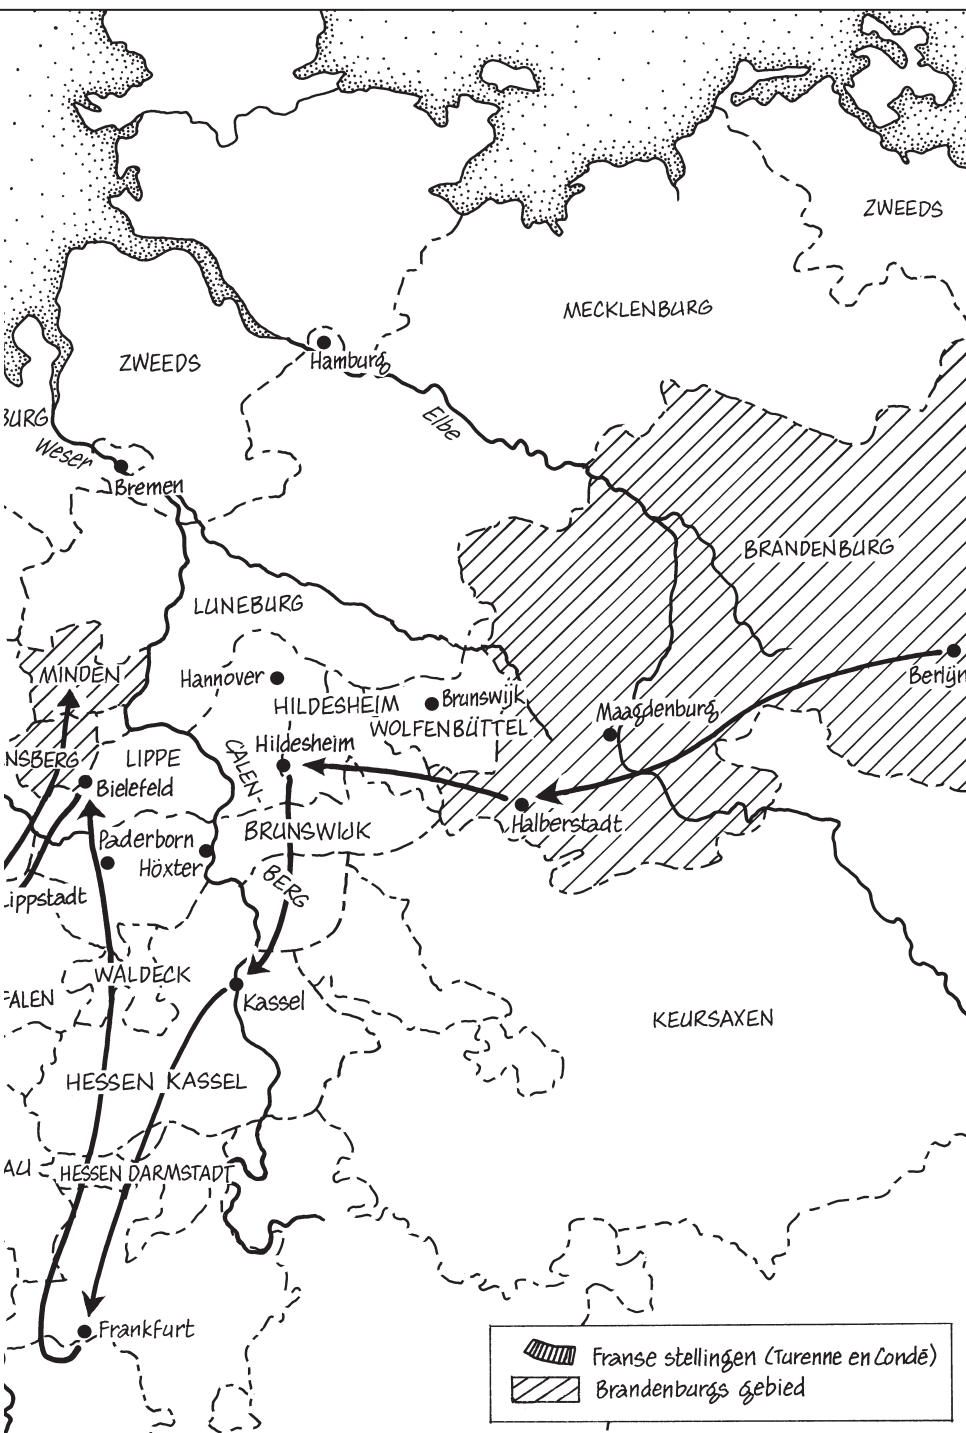 ZWEEDS
MECKLENBURG
Hamburg
ZWEEDS
BURG
Elbe
Weser
Bremen
BRANDENBURG
LUNEBURG
MINDEN
Hannover
Berlijn
HILDESHEIM
Brunswijk
WOLFENBÜTTEL
Maagdenburg
NSBERG
LIPPE
Hildesheim
CALEN
Bielefeld
Halberstadt
BRUNSWIJK
Paderborn
Höxter
BERG
Lippstadt
WALDECK
FALEN
Kassel
KEURSAXEN
HESSEN KASSEL
AU
HESSEN DARMSTADT
Frankfurt
Franse stellingen (Turenne en Condé)
Brandenburgs gebied